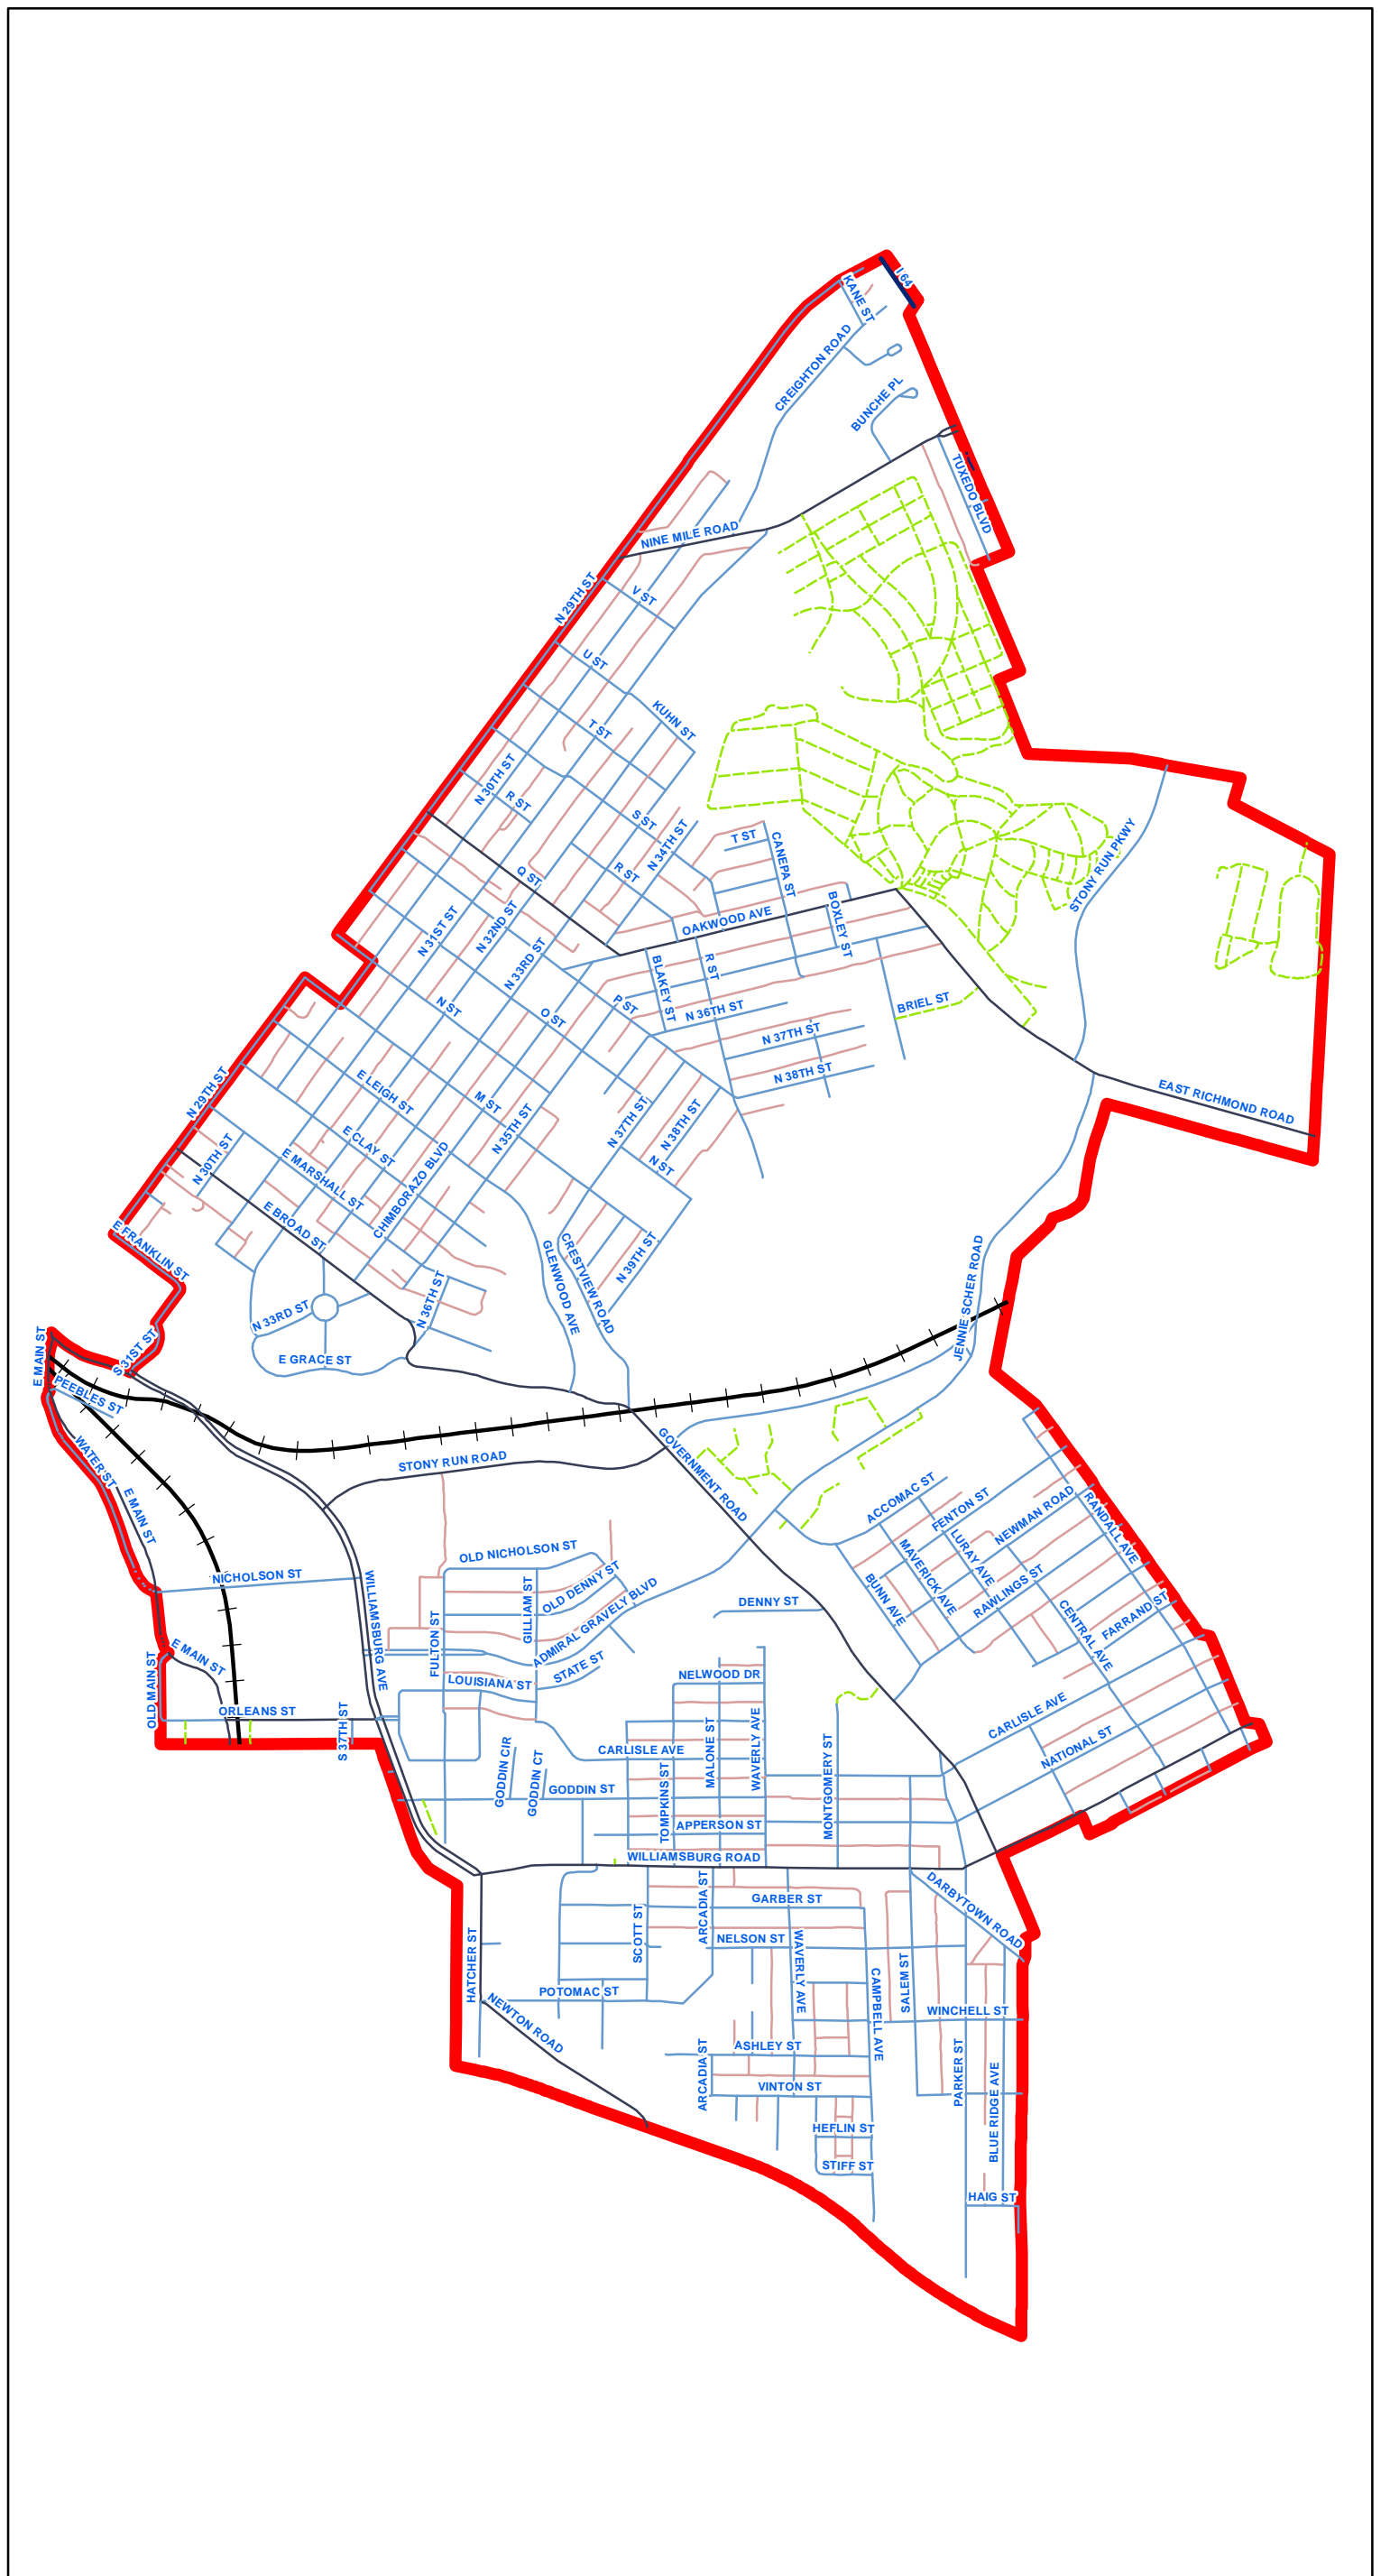 I 64
KANE ST
CREIGHTON ROAD
BUNCHE PL
TUXEDO BLVD
NINE MILE ROAD
N 29TH ST
V ST
U ST
KUHN ST
T ST
N 30TH ST
R ST
S ST
N 34TH ST
T ST
CANEPA ST
STONY RUN PKWY
Q ST
R ST
BOXLEY ST
OAKWOOD AVE
N 31ST ST
N 32ND ST
N 33RD ST
BLAKEY ST
R ST
N ST
O ST
P ST
N 36TH ST
BRIEL ST
N 37TH ST
N 38TH ST
EAST RICHMOND ROAD
N 29TH ST
E LEIGH ST
M ST
N 35TH ST
N 37TH ST
N 38TH ST
N 30TH ST
E CLAY ST
E MARSHALL ST
CHIMBORAZO BLVD
N ST
E BROAD ST
E FRANKLIN ST
GLENWOOD AVE
CRESTVIEW ROAD
N 39TH ST
JENNIE SCHER ROAD
N 33RD ST
N 36TH ST
E MAIN ST
S 31ST ST
E GRACE ST
PEEBLES ST
WATER ST
E MAIN ST
STONY RUN ROAD
GOVERNMENT ROAD
ACCOMAC ST
FENTON ST
NEWMAN ROAD
RANDALL AVE
LURAY AVE
MAVERICK AVE
OLD NICHOLSON ST
NICHOLSON ST
WILLIAMSBURG AVE
GILLIAM ST
OLD DENNY ST
ADMIRAL GRAVELY BLVD
DENNY ST
BUNN AVE
RAWLINGS ST
CENTRAL AVE
FARRAND ST
FULTON ST
E MAIN ST
OLD MAIN ST
STATE ST
LOUISIANA ST
NELWOOD DR
ORLEANS ST
S 37TH ST
CARLISLE AVE
NATIONAL ST
CARLISLE AVE
MALONE ST
WAVERLY AVE
GODDIN CIR
GODDIN CT
GODDIN ST
TOMPKINS ST
MONTGOMERY ST
APPERSON ST
WILLIAMSBURG ROAD
GARBER ST
DARBYTOWN ROAD
SCOTT ST
ARCADIA ST
NELSON ST
WAVERLY AVE
HATCHER ST
POTOMAC ST
CAMPBELL AVE
SALEM ST
WINCHELL ST
NEWTON ROAD
ASHLEY ST
PARKER ST
BLUE RIDGE AVE
ARCADIA ST
VINTON ST
HEFLIN ST
STIFF ST
HAIG ST